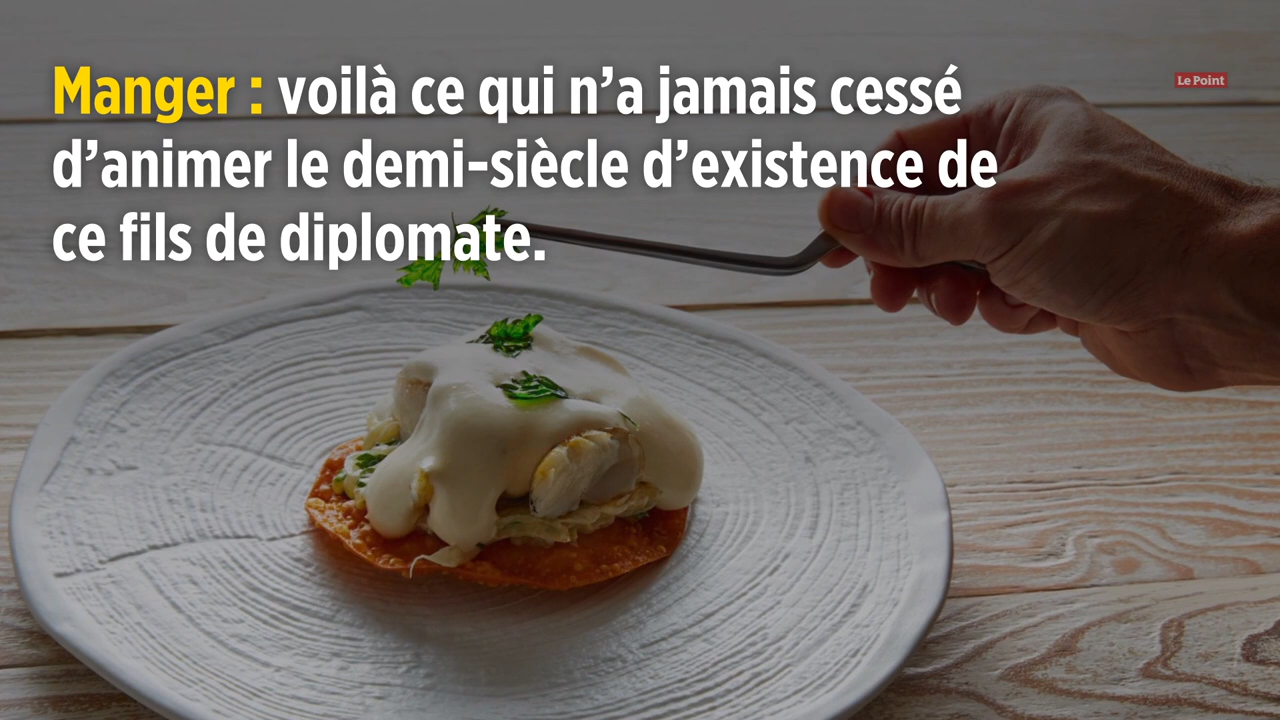 Manger : voilà ce qui n’a jamais cessé
d’animer le demi-siècle d’existence de
ce fils de diplomate.
Le Point